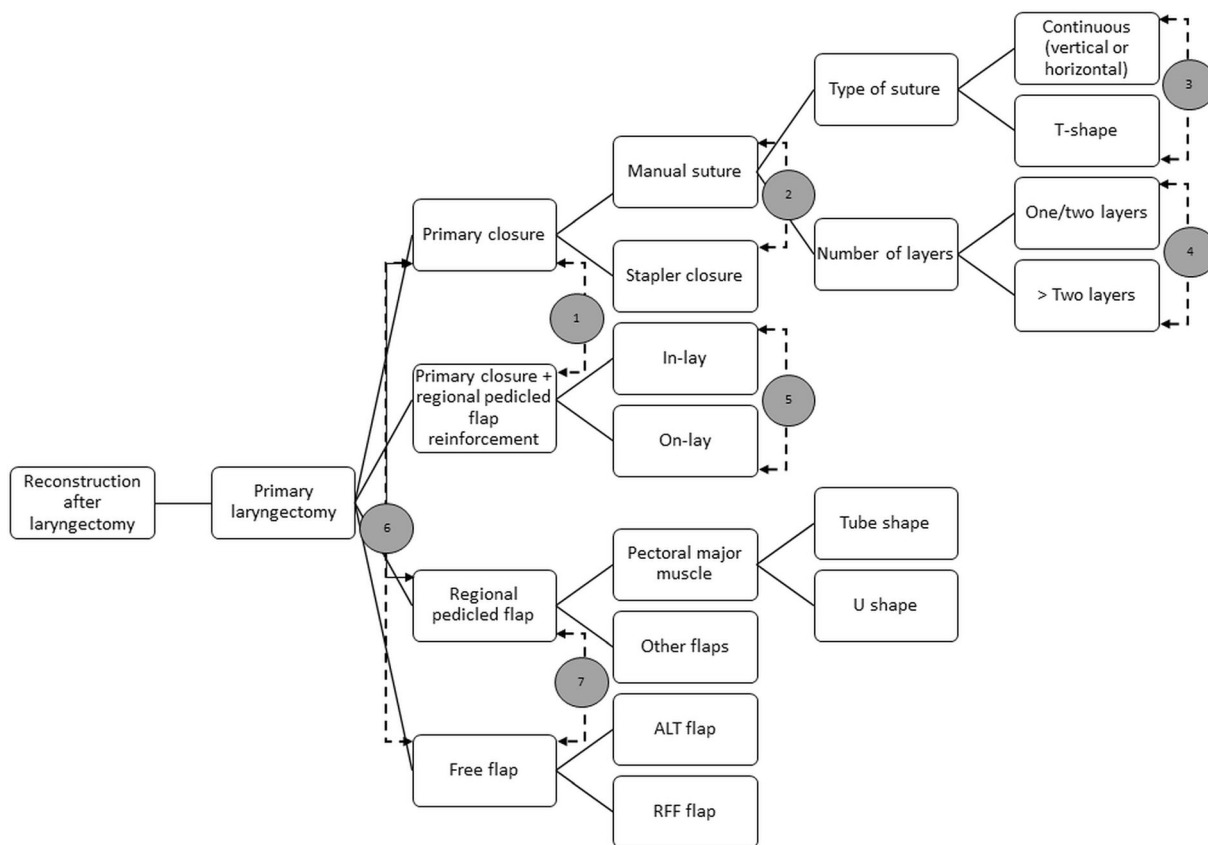 Continuous
(vertical or
horizontal)
3
Type of suture
T-shape
Manual suture
2
One/two layers
Primary closure
Number of layers
4
Stapler closure
> Two layers
1
In-lay
Primary closure +
regional pedicled
flap
reinforcement
5
On-lay
Reconstruction
after
laryngectomy
Primary
laryngectomy
6
Tube shape
Pectoral major
muscle
Regional
pedicled flap
U shape
Other flaps
7
ALT flap
Free flap
RFF flap